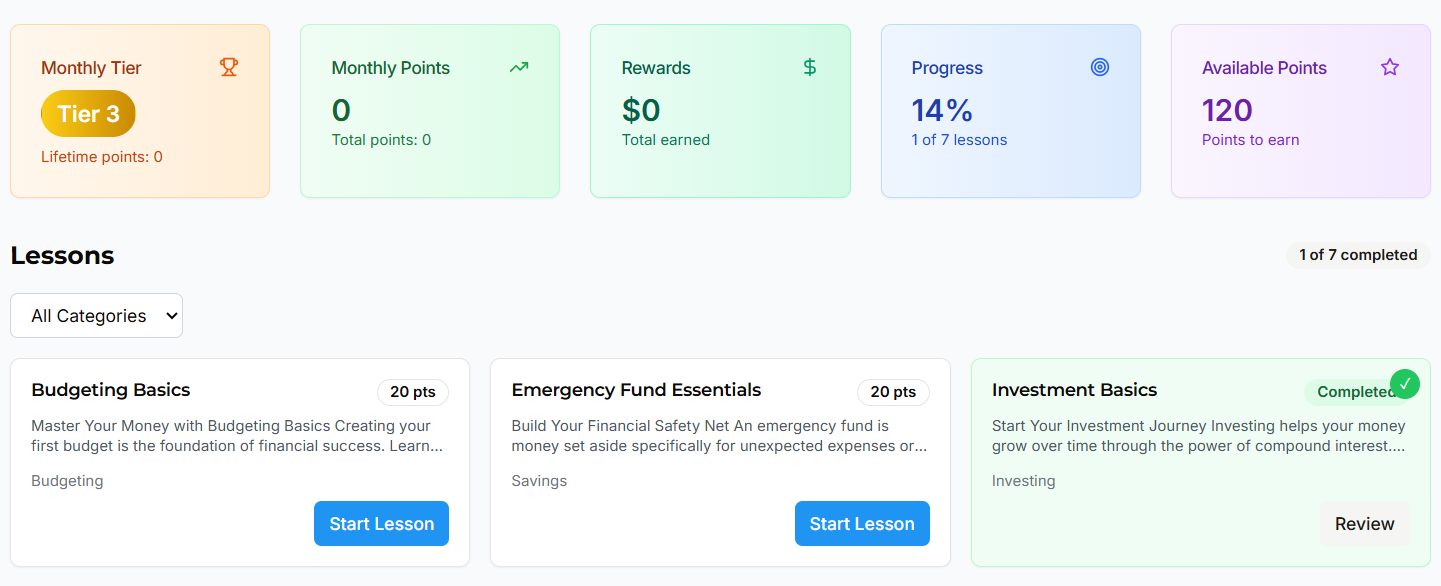 Monthly Tier
Tier 3
Lifetime points: 0
Monthly Points
0
Total points: 0
Rewards
$0
Total earned
Progress
14%
1 of 7 lessons
Available Points
120
Points to earn
Lessons
1 of 7 completed
All Categories
Budgeting Basics
20 pts
Master Your Money with Budgeting Basics Creating your
first budget is the foundation of financial success. Learn...
Budgeting
Start Lesson
Emergency Fund Essentials
20 pts
Build Your Financial Safety Net An emergency fund is
money set aside specifically for unexpected expenses or...
Savings
Start Lesson
Investment Basics
Completed
Start Your Investment Journey Investing helps your money
grow over time through the power of compound interest....
Investing
Review